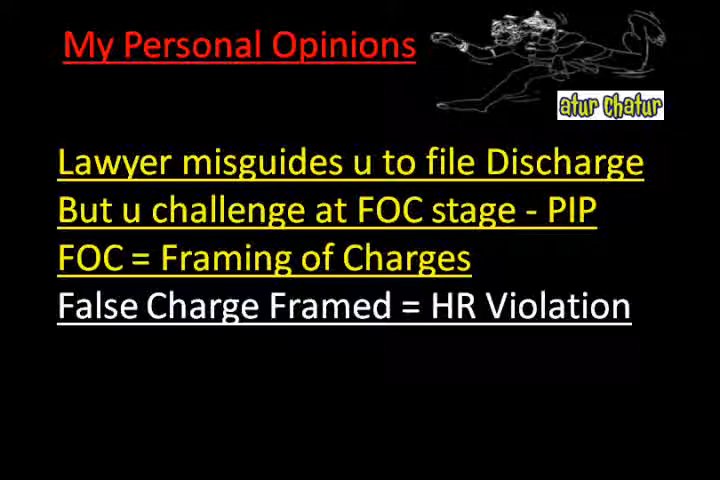 My Personal Opinions
atur chatur
Lawyer misguides u to file Discharge
But u challenge at FOC stage - PIP
FOC = Framing of Charges
False Charge Framed = HR Violation